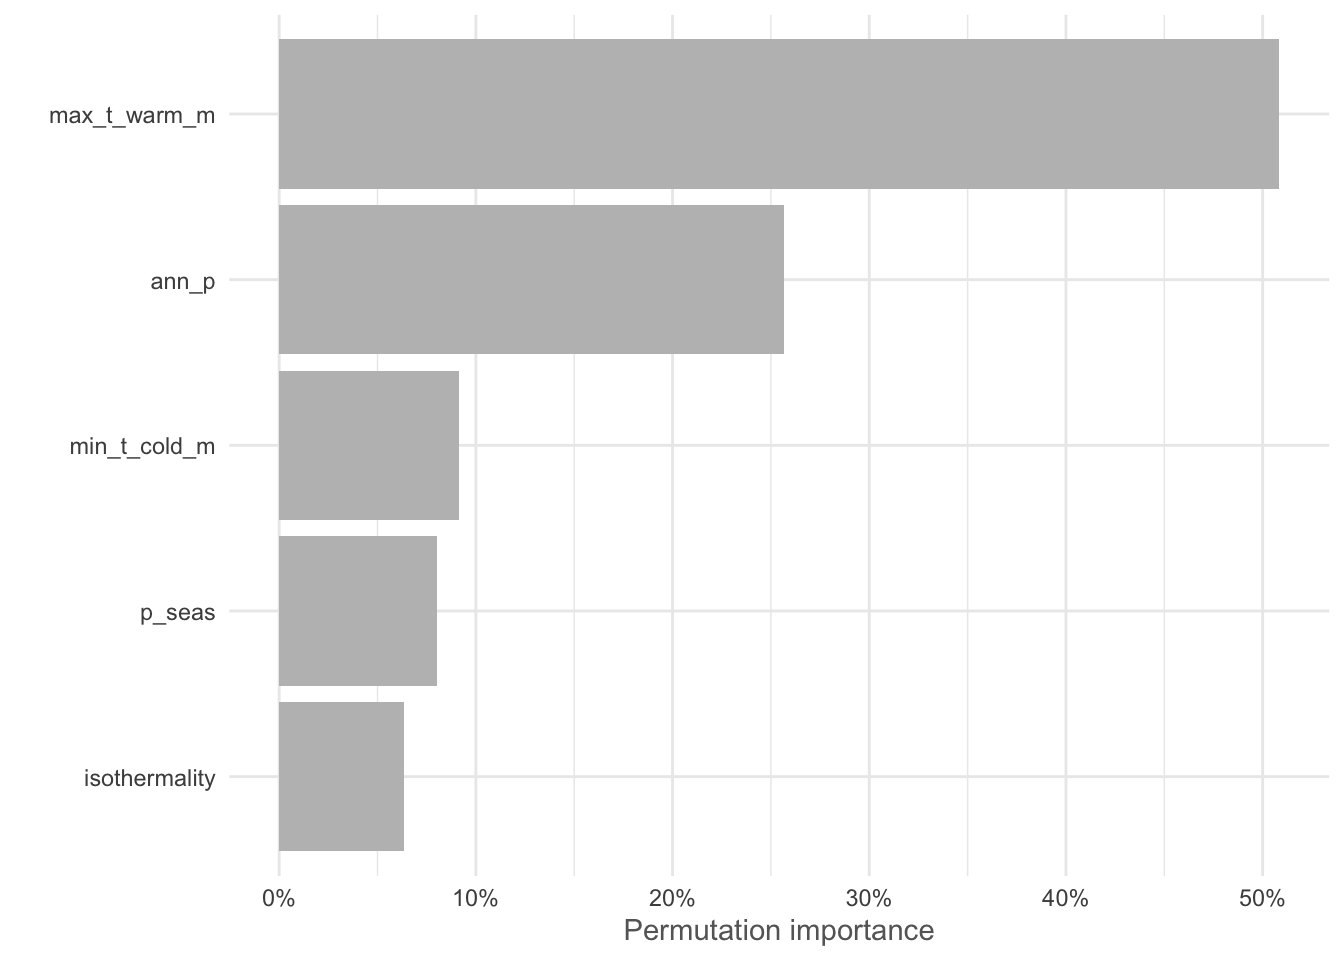 max_t_warm_m
ann_p
min_t_cold_m
p_seas
isothermality
0% 10% 20% 30% 40% 50%
Permutation importance